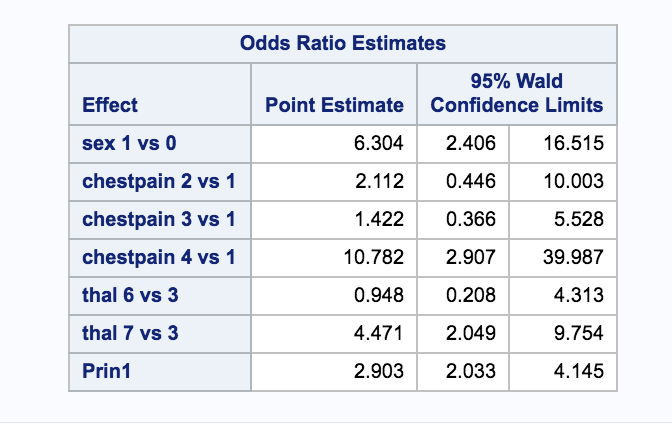 Odds Ratio Estimates
Effect Point Estimate 95% Wald Confidence Limits
sex 1 vs 0 6.304 2.406 16.515
chestpain 2 vs 1 2.112 0.446 10.003
chestpain 3 vs 1 1.422 0.366 5.528
chestpain 4 vs 1 10.782 2.907 39.987
thal 6 vs 3 0.948 0.208 4.313
thal 7 vs 3 4.471 2.049 9.754
Prin1 2.903 2.033 4.145